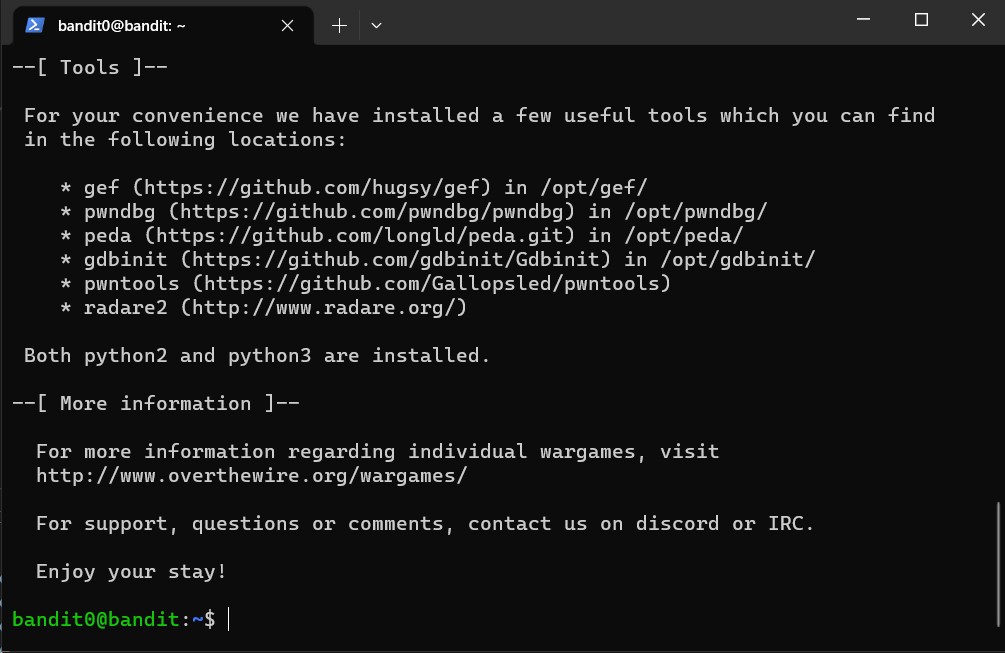 bandit0@bandit: ~
--[ Tools ]--
For your convenience we have installed a few useful tools which you can find
in the following locations:
* gef (https://github.com/hugsy/gef) in /opt/gef/
* pwndbg (https://github.com/pwndbg/pwndbg) in /opt/pwndbg/
* peda (https://github.com/longld/peda.git) in /opt/peda/
* gdbinit (https://github.com/gdbinit/Gdbinit) in /opt/gdbinit/
* pwntools (https://github.com/Gallopsled/pwntools)
* radare2 (http://www.radare.org/)
Both python2 and python3 are installed.
--[ More information ]--
For more information regarding individual wargames, visit
http://www.overthewire.org/wargames/
For support, questions or comments, contact us on discord or IRC.
Enjoy your stay!
bandit0@bandit:~$